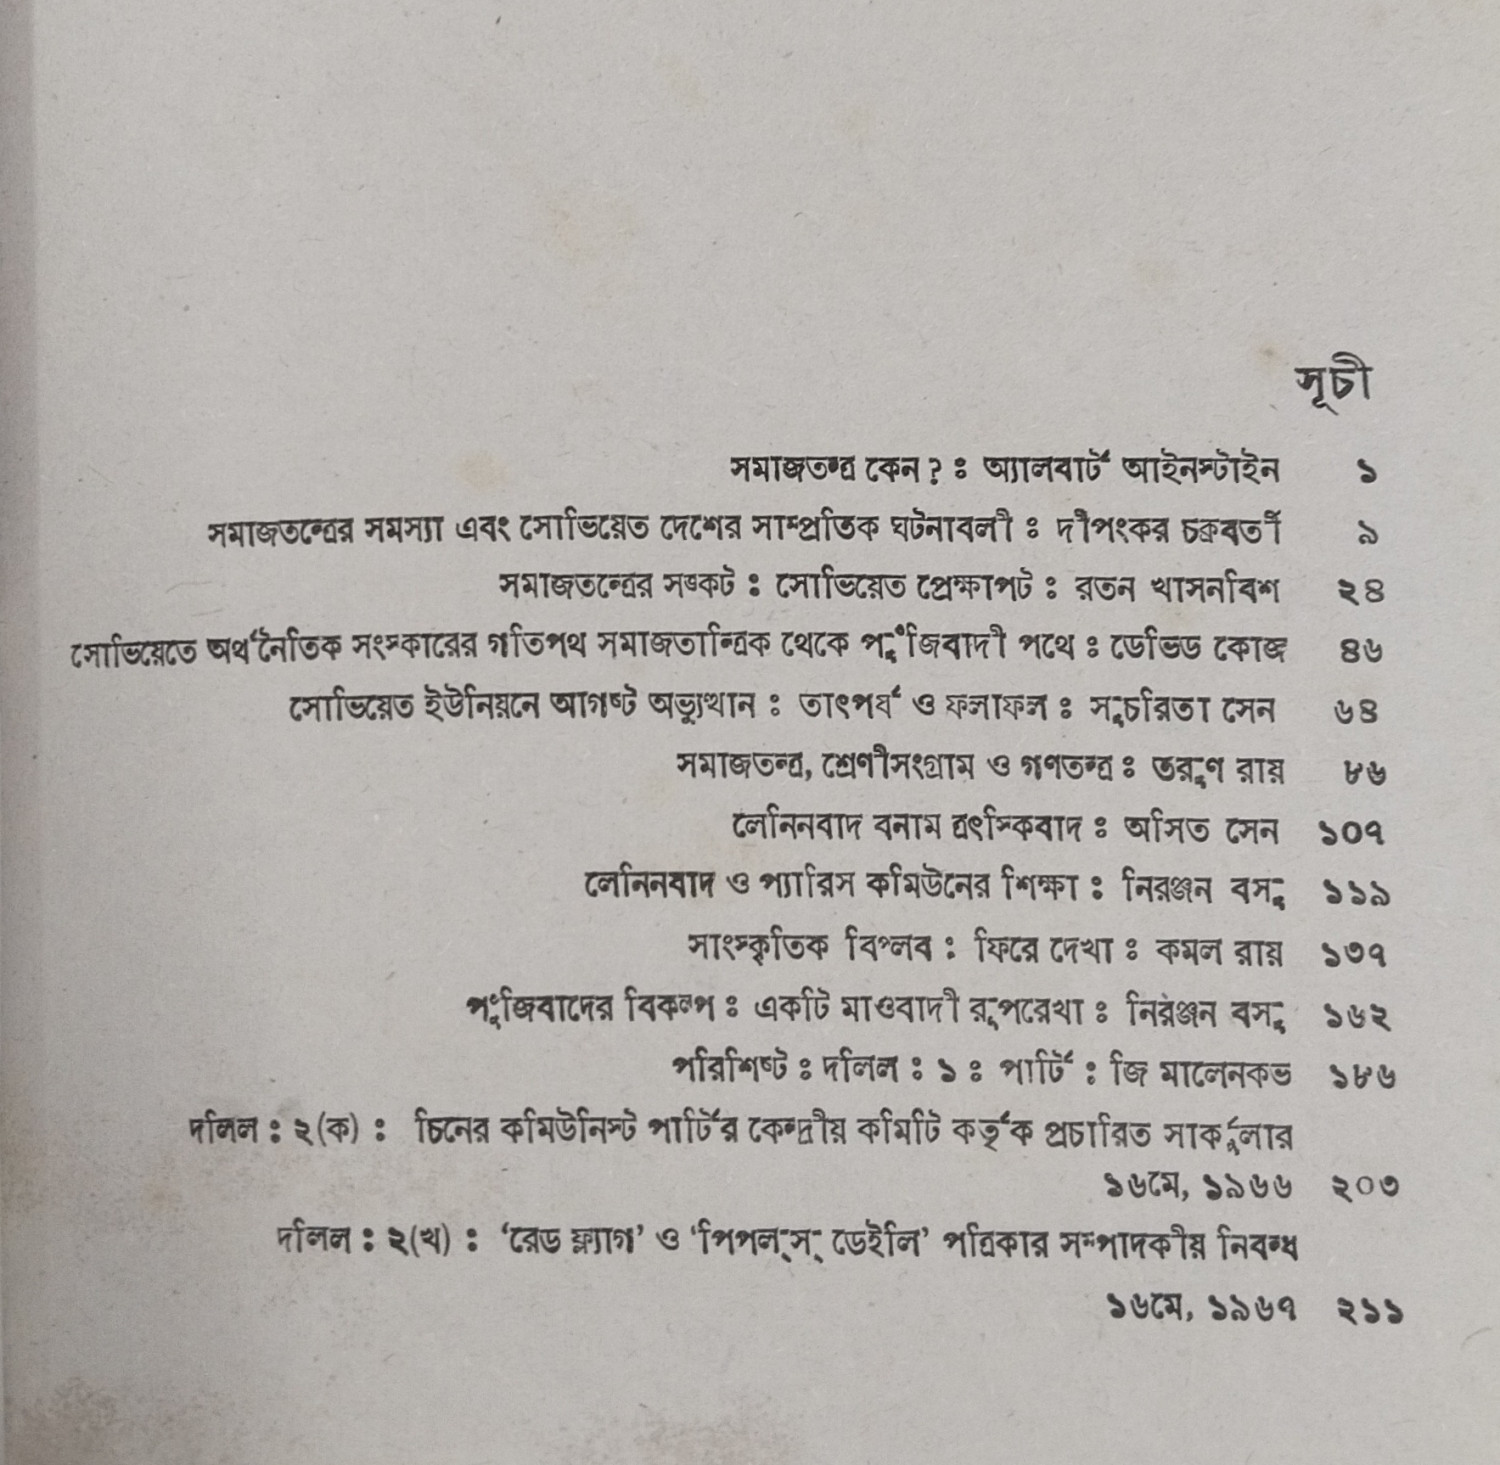 সূচী
সমাজতন্ত্র কেন ? : অ্যালবার্ট আইনস্টাইন ১
সমাজতন্ত্রের সমস্যা এবং সোভিয়েত দেশের সাম্প্রতিক ঘটনাবলী : দীপংকর চক্রবর্তী ৯
সমাজতন্ত্রের সঙ্কট : সোভিয়েত প্রেক্ষাপট : রতন খাসনবিশ ২৪
সোভিয়েতে অর্থনৈতিক সংস্কারের গতিপথ সমাজতান্ত্রিক থেকে পুঁজিবাদী পথে : ডেভিড কোজ ৪৬
সোভিয়েত ইউনিয়নে আগষ্ট অভ্যুত্থান : তাৎপর্য ও ফলাফল : সুচরিতা সেন ৬৪
সমাজতন্ত্র, শ্রেণীসংগ্রাম ও গণতন্ত্র : তরুণ রায় ৮৬
লেনিনবাদ বনাম ত্রৎস্কিবাদ : অসিত সেন ১০৭
লেনিনবাদ ও প্যারিস কমিউনের শিক্ষা : নিরঞ্জন বসু ১১৯
সাংস্কৃতিক বিপ্লব : ফিরে দেখা : কমল রায় ১৩৭
পুঁজিবাদের বিকল্প : একটি মাওবাদী রূপরেখা : নিরঞ্জন বসু ১৬২
পরিশিষ্ট : দলিল : ১ : পার্টি : জি মালেনকভ ১৮৬
দলিল : ২(ক) : চিনের কমিউনিস্ট পার্টির কেন্দ্রীয় কমিটি কর্তৃক প্রচারিত সার্কুলার
১৬মে, ১৯৬৬ ২০৩
দলিল : ২(খ) : ‘রেড ফ্ল্যাগ’ ও ‘পিপল্‌স্ ডেইলি’ পত্রিকার সম্পাদকীয় নিবন্ধ
১৬মে, ১৯৬৭ ২১১